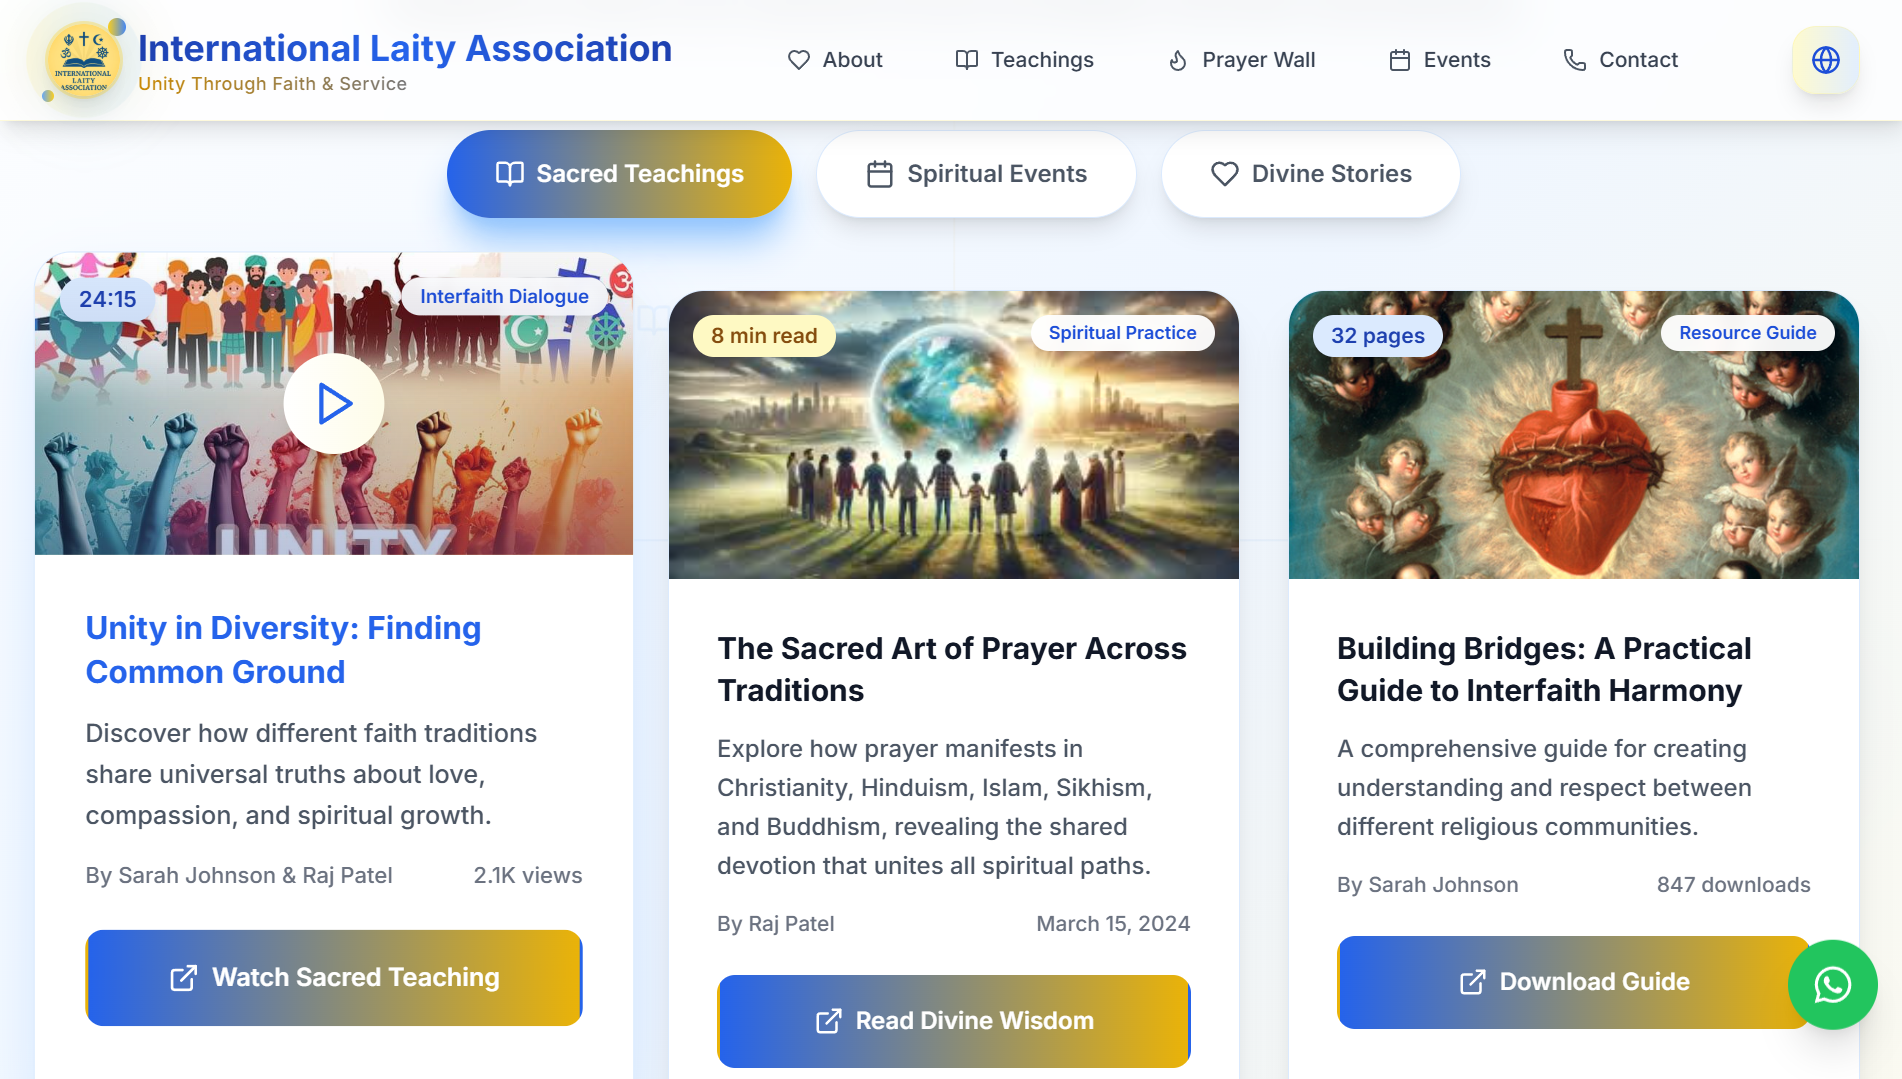 INTERNATIONAL
LAITY
ASSOCIATION
International Laity Association
Unity Through Faith & Service
About
Teachings
Prayer Wall
Events
Contact
Sacred Teachings
Spiritual Events
Divine Stories
24:15
Interfaith Dialogue
UNITY
Unity in Diversity: Finding
Common Ground
Discover how different faith traditions
share universal truths about love,
compassion, and spiritual growth.
By Sarah Johnson & Raj Patel
2.1K views
Watch Sacred Teaching
8 min read
Spiritual Practice
The Sacred Art of Prayer Across
Traditions
Explore how prayer manifests in
Christianity, Hinduism, Islam, Sikhism,
and Buddhism, revealing the shared
devotion that unites all spiritual paths.
By Raj Patel
March 15, 2024
Read Divine Wisdom
32 pages
Resource Guide
Building Bridges: A Practical
Guide to Interfaith Harmony
A comprehensive guide for creating
understanding and respect between
different religious communities.
By Sarah Johnson
847 downloads
Download Guide